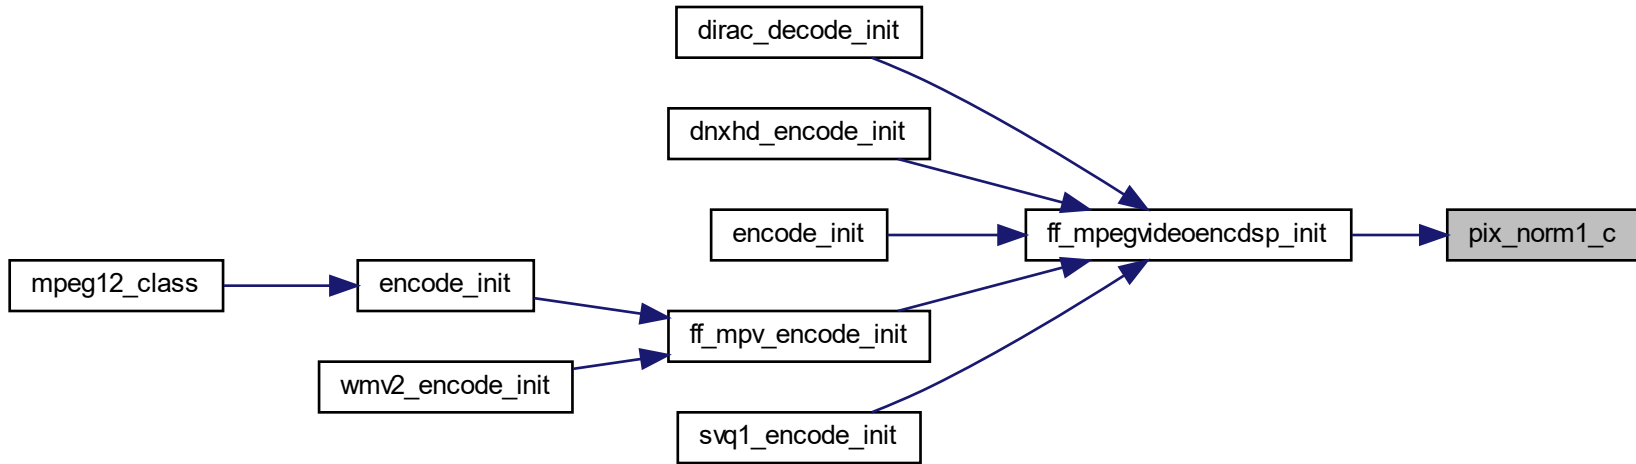 dirac_decode_init
dnxhd_encode_init
encode_init
ff_mpegvideoencdsp_init
pix_norm1_c
mpeg12_class
encode_init
ff_mpv_encode_init
wmv2_encode_init
svq1_encode_init